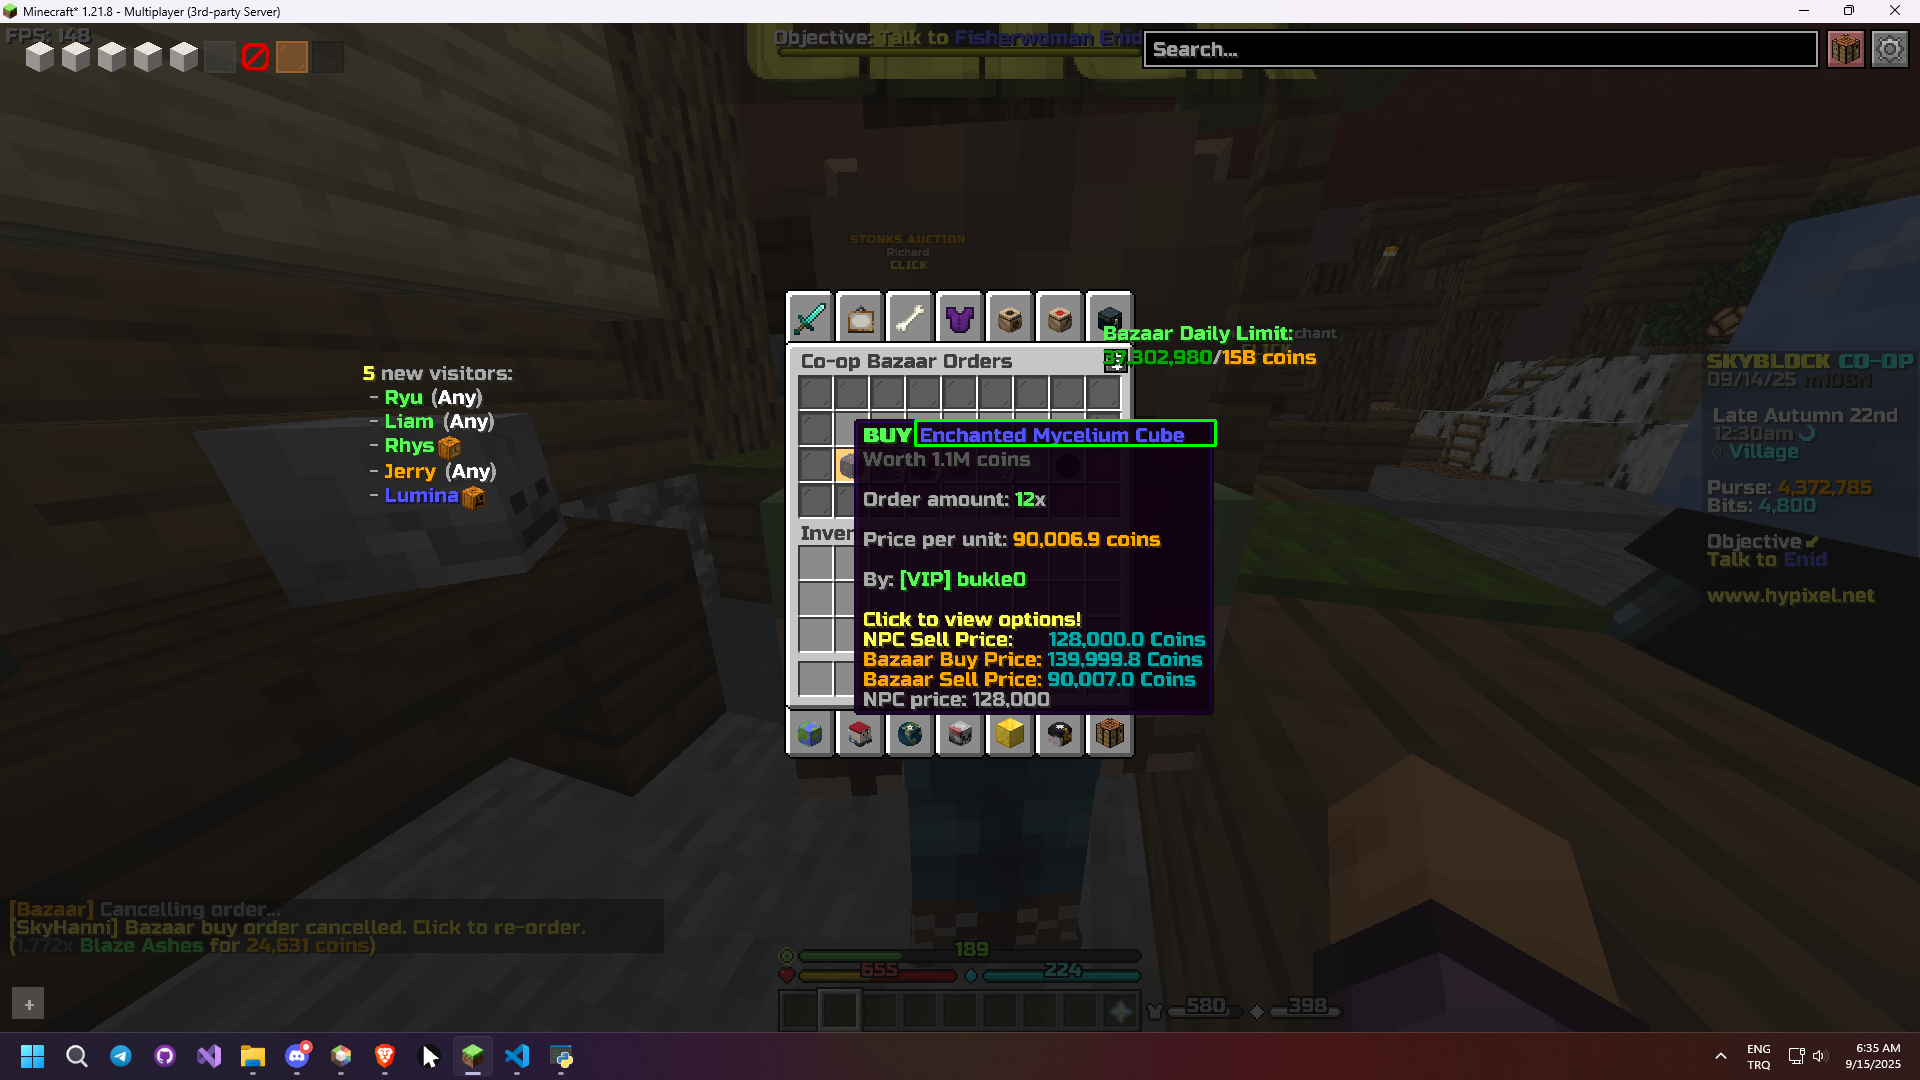 Minecraft* 1.21.8 - Multiplayer (3rd-party Server)
FPS: 148
Objective: Talk to Fisherwoman Enid
Search...
STONKS AUCTION
Richard
CLICK
Bazaar Daily Limit:
chant
37,302,980/15B coins
Co-op Bazaar Orders
5 new visitors:
- Ryu (Any)
- Liam (Any)
- Rhys
- Jerry (Any)
- Lumina
SKYBLOCK CO-OP
09/14/25 m10BN
Late Autumn 22nd
12:30am
Village
Purse: 4,372,785
Bits: 4,800
Objective
Talk to Enid
www.hypixel.net
BUY Enchanted Mycelium Cube
Worth 1.1M coins
Order amount: 12x
Inver
Price per unit: 90,006.9 coins
By: [VIP] bukle0
Click to view options!
NPC Sell Price: 128,000.0 Coins
Bazaar Buy Price: 139,999.8 Coins
Bazaar Sell Price: 90,007.0 Coins
NPC price: 128,000
[Bazaar] Cancelling order...
[SkyHanni] Bazaar buy order cancelled. Click to re-order.
(1,772x Blaze Ashes for 24,631 coins)
189
655
224
580
398
+
ENG
TRQ
6:35 AM
9/15/2025